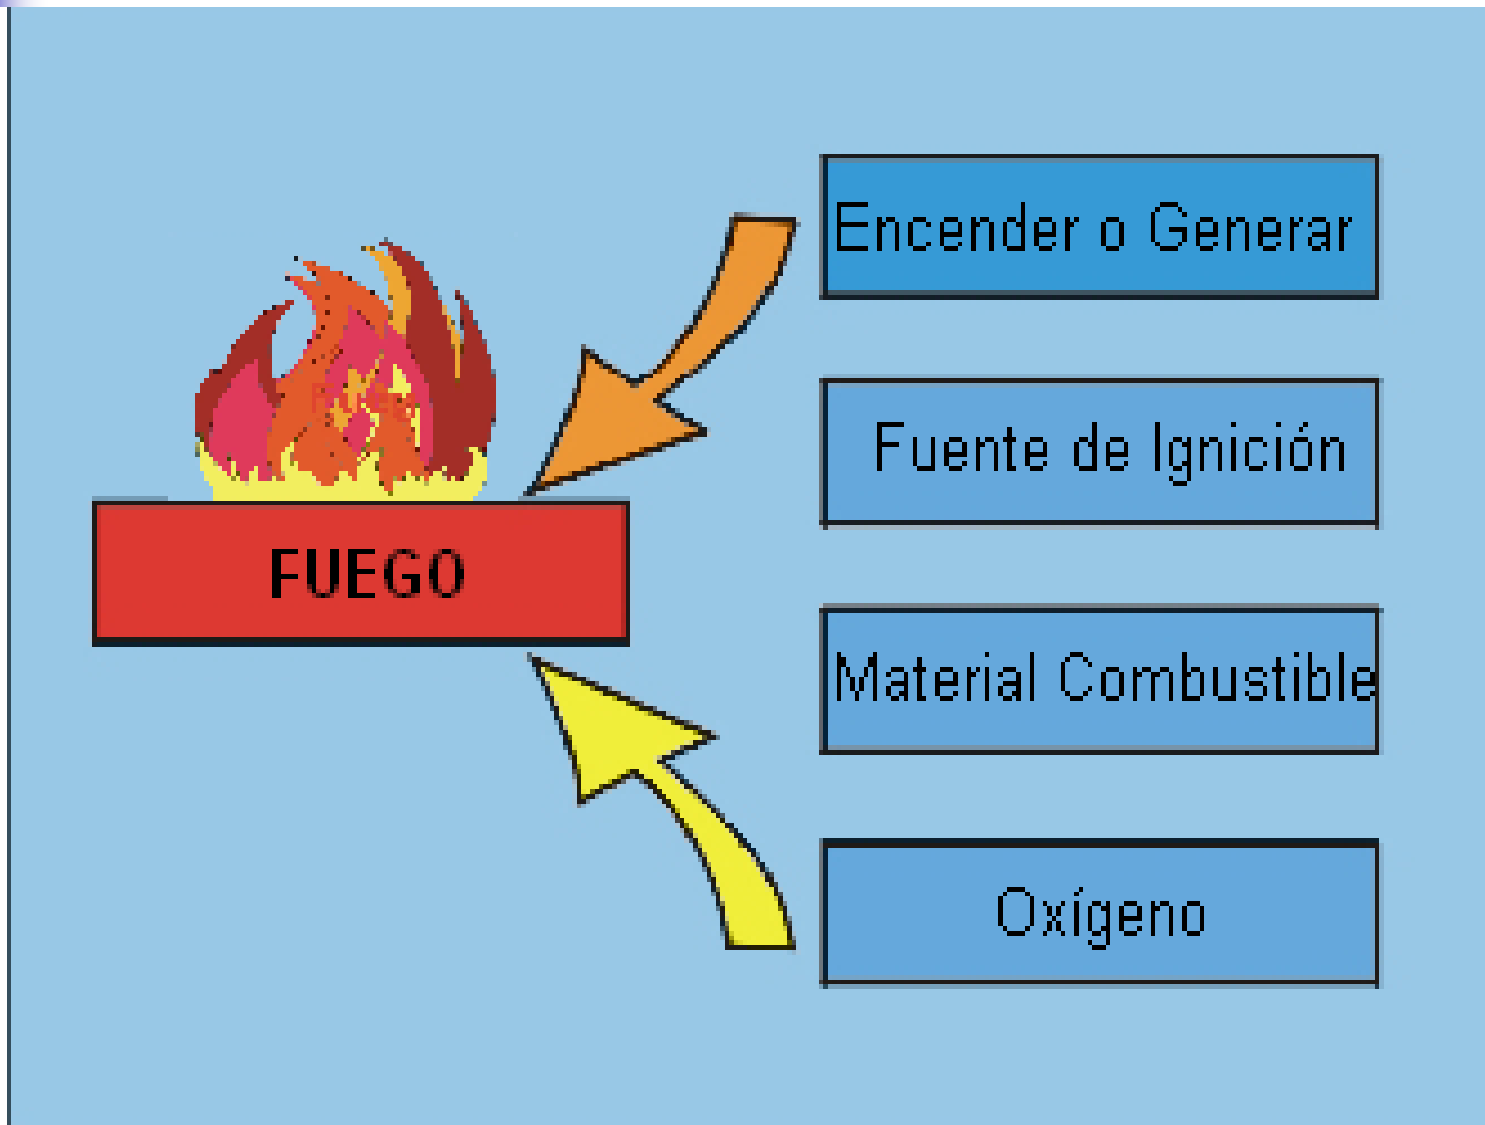 Encender o Generar
Fuente de Ignición
FUEGO
Material Combustible
Oxígeno